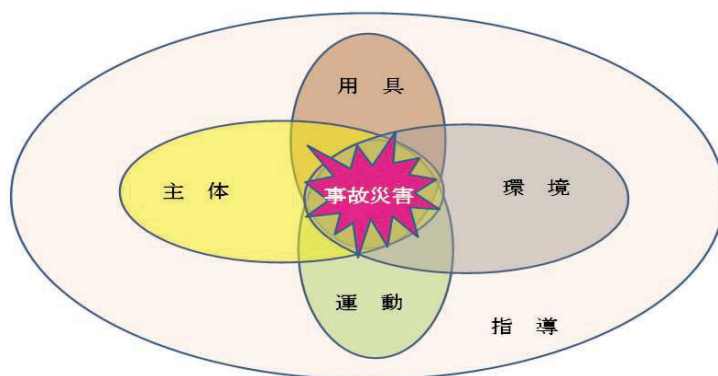 用　具
主　体
事故災害
環　境
運　動
指　導